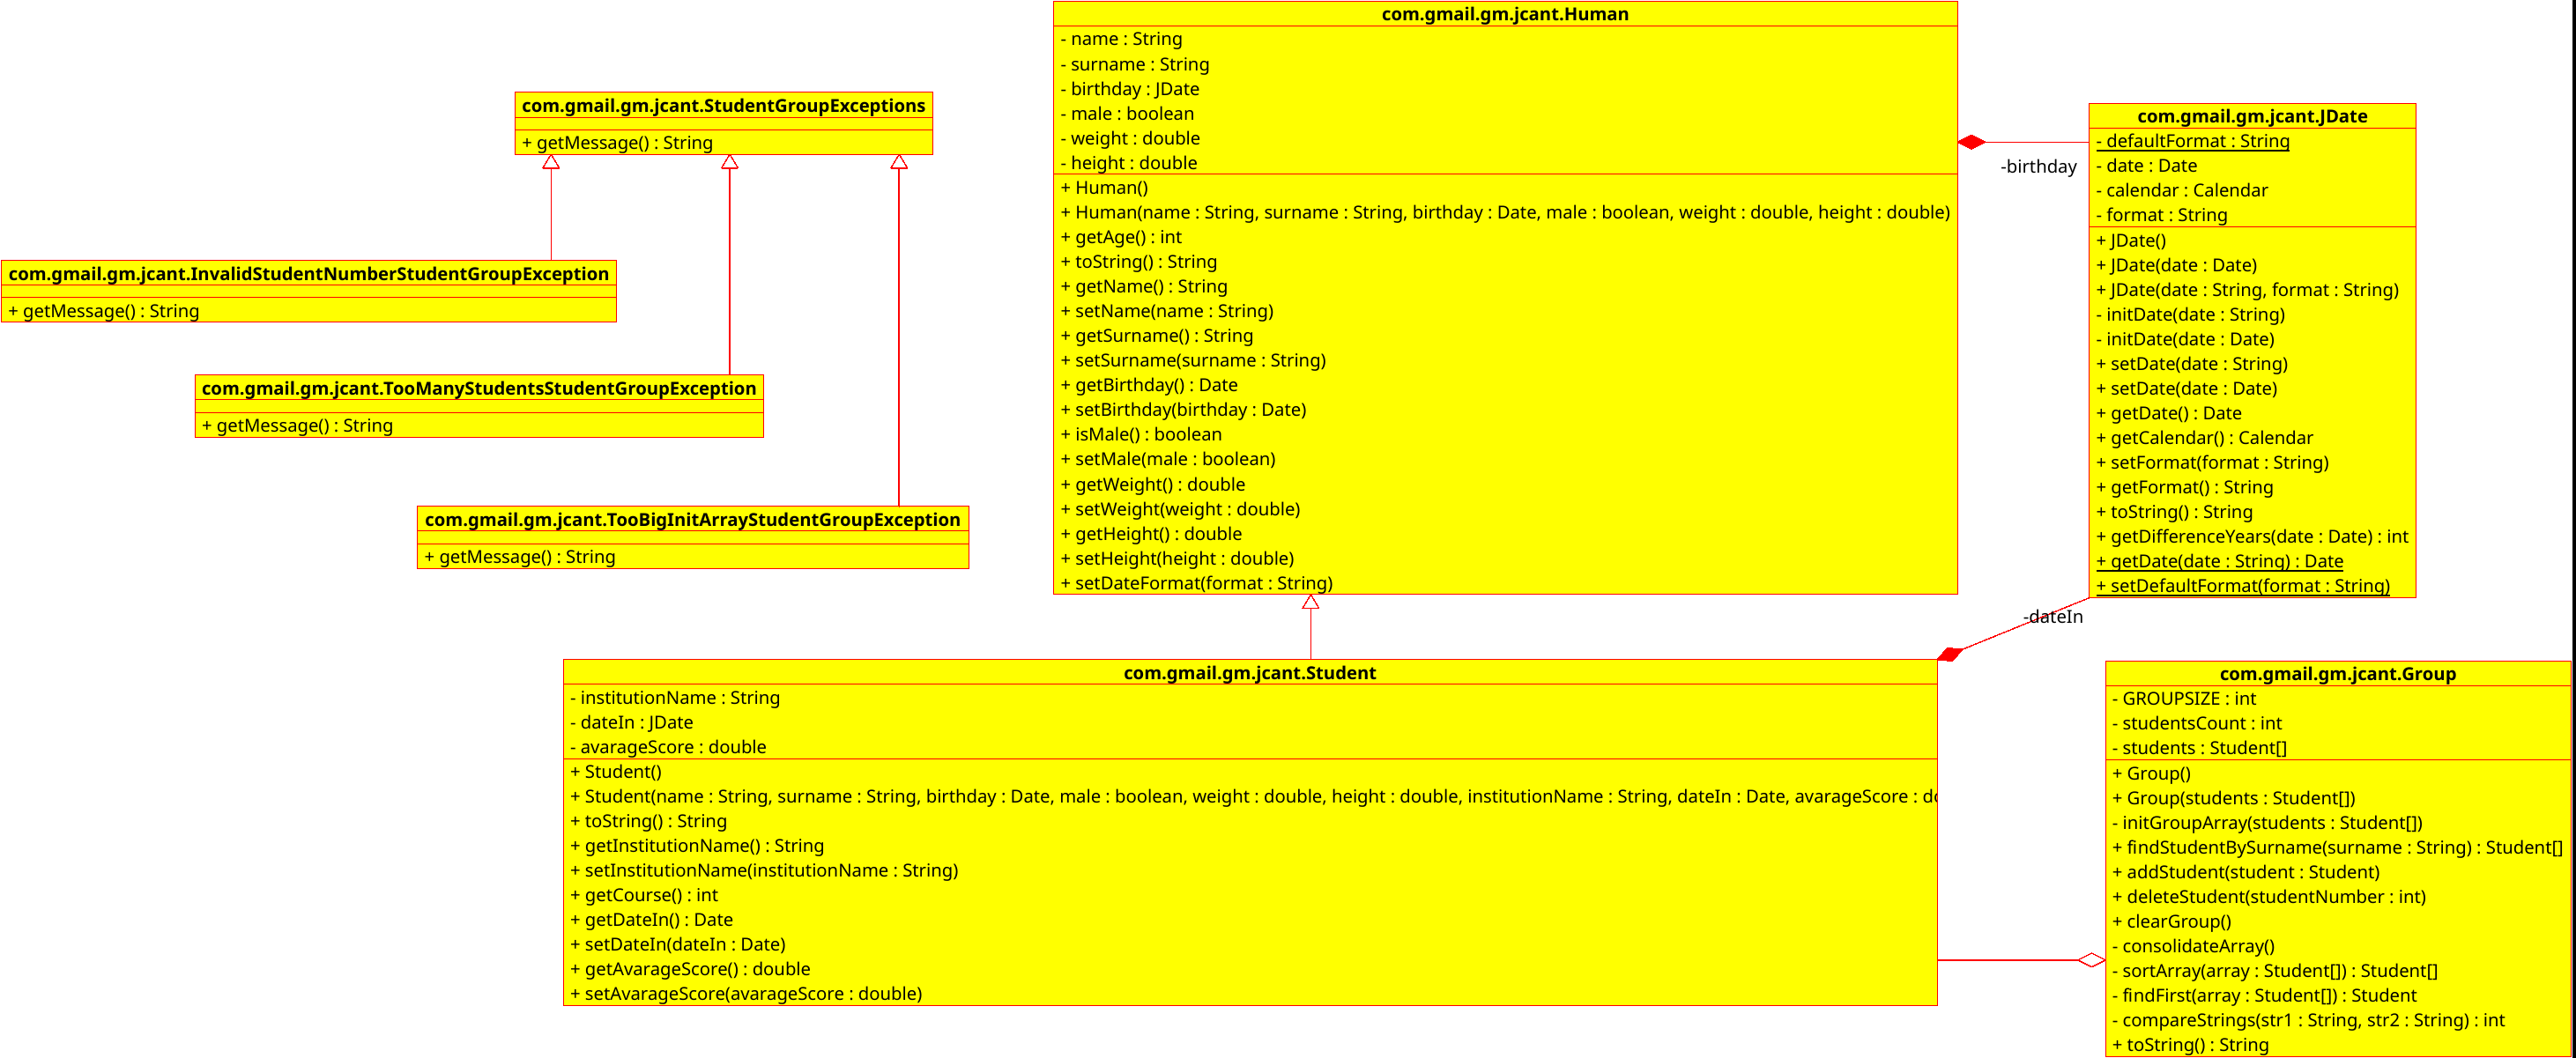 com.gmail.gm.jcant.Human
- name : String
- surname : String
- birthday : JDate
- male : boolean
- weight : double
- height : double
+ Human()
+ Human(name : String, surname : String, birthday : Date, male : boolean, weight : double, height : double)
+ getAge() : int
+ toString() : String
+ getName() : String
+ setName(name : String)
+ getSurname() : String
+ setSurname(surname : String)
+ getBirthday() : Date
+ setBirthday(birthday : Date)
+ isMale() : boolean
+ setMale(male : boolean)
+ getWeight() : double
+ setWeight(weight : double)
+ getHeight() : double
+ setHeight(height : double)
+ setDateFormat(format : String)
com.gmail.gm.jcant.StudentGroupExceptions
+ getMessage() : String
com.gmail.gm.jcant.InvalidStudentNumberStudentGroupException
+ getMessage() : String
com.gmail.gm.jcant.TooManyStudentsStudentGroupException
+ getMessage() : String
com.gmail.gm.jcant.TooBigInitArrayStudentGroupException
+ getMessage() : String
-birthday
com.gmail.gm.jcant.JDate
- defaultFormat : String
- date : Date
- calendar : Calendar
- format : String
+ JDate()
+ JDate(date : Date)
+ JDate(date : String, format : String)
- initDate(date : String)
- initDate(date : Date)
+ setDate(date : String)
+ setDate(date : Date)
+ getDate() : Date
+ getCalendar() : Calendar
+ setFormat(format : String)
+ getFormat() : String
+ toString() : String
+ getDifferenceYears(date : Date) : int
+ getDate(date : String) : Date
+ setDefaultFormat(format : String)
-dateIn
com.gmail.gm.jcant.Student
- institutionName : String
- dateIn : JDate
- avarageScore : double
+ Student()
+ Student(name : String, surname : String, birthday : Date, male : boolean, weight : double, height : double, institutionName : String, dateIn : Date, avarageScore :
+ toString() : String
+ getInstitutionName() : String
+ setInstitutionName(institutionName : String)
+ getCourse() : int
+ getDateIn() : Date
+ setDateIn(dateIn : Date)
+ getAvarageScore() : double
+ setAvarageScore(avarageScore : double)
com.gmail.gm.jcant.Group
- GROUPSIZE : int
- studentsCount : int
- students : Student[]
+ Group()
+ Group(students : Student[])
- initGroupArray(students : Student[])
+ findStudentBySurname(surname : String) : Student[]
+ addStudent(student : Student)
+ deleteStudent(studentNumber : int)
+ clearGroup()
- consolidateArray()
- sortArray(array : Student[]) : Student[]
- findFirst(array : Student[]) : Student
- compareStrings(str1 : String, str2 : String) : int
+ toString() : String